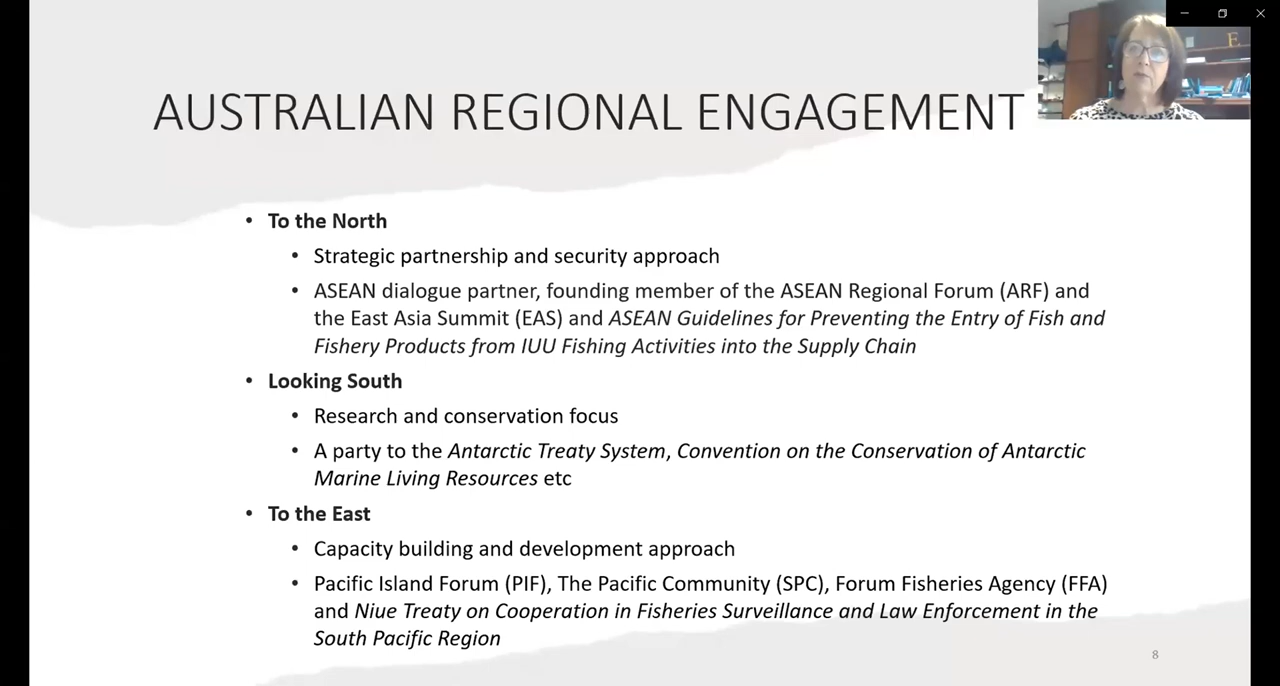 AUSTRALIAN REGIONAL ENGAGEMENT
• To the North
• Strategic partnership and security approach
• ASEAN dialogue partner, founding member of the ASEAN Regional Forum (ARF) and
the East Asia Summit (EAS) and ASEAN Guidelines for Preventing the Entry of Fish and
Fishery Products from IUU Fishing Activities into the Supply Chain
• Looking South
• Research and conservation focus
• A party to the Antarctic Treaty System, Convention on the Conservation of Antarctic
Marine Living Resources etc
• To the East
• Capacity building and development approach
• Pacific Island Forum (PIF), The Pacific Community (SPC), Forum Fisheries Agency (FFA)
and Niue Treaty on Cooperation in Fisheries Surveillance and Law Enforcement in the
South Pacific Region
8